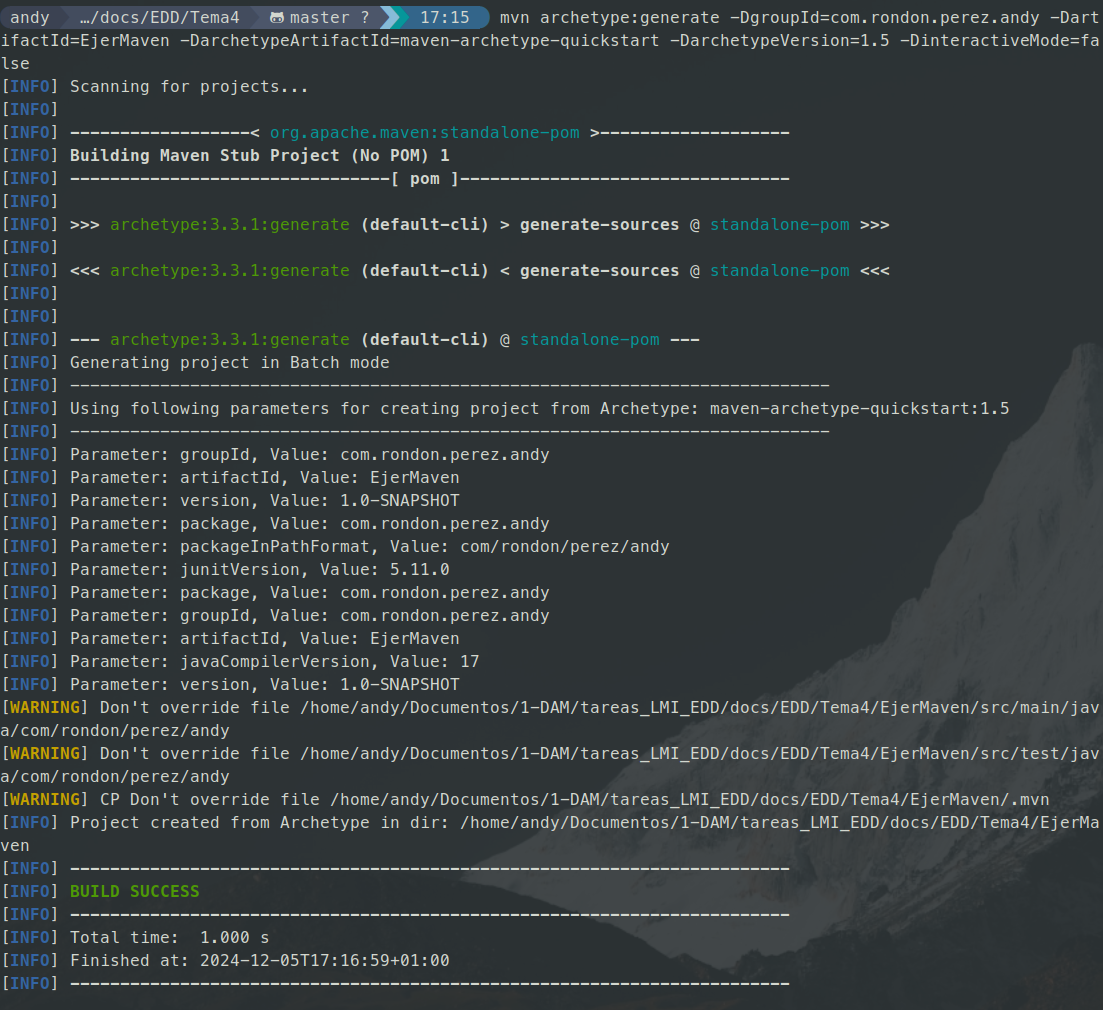 andy …/docs/EDD/Tema4 master ? 17:15 mvn archetype:generate -DgroupId=com.rondon.perez.andy -Dart
ifactId=EjerMaven -DarchetypeArtifactId=maven-archetype-quickstart -DarchetypeVersion=1.5 -DinteractiveMode=fa
lse
[INFO] Scanning for projects...
[INFO]
[INFO] ------------------< org.apache.maven:standalone-pom >-------------------
[INFO] Building Maven Stub Project (No POM) 1
[INFO] --------------------------------[ pom ]---------------------------------
[INFO]
[INFO] >>> archetype:3.3.1:generate (default-cli) > generate-sources @ standalone-pom >>>
[INFO]
[INFO] <<< archetype:3.3.1:generate (default-cli) < generate-sources @ standalone-pom <<<
[INFO]
[INFO]
[INFO] --- archetype:3.3.1:generate (default-cli) @ standalone-pom ---
[INFO] Generating project in Batch mode
[INFO] ----------------------------------------------------------------------------
[INFO] Using following parameters for creating project from Archetype: maven-archetype-quickstart:1.5
[INFO] ----------------------------------------------------------------------------
[INFO] Parameter: groupId, Value: com.rondon.perez.andy
[INFO] Parameter: artifactId, Value: EjerMaven
[INFO] Parameter: version, Value: 1.0-SNAPSHOT
[INFO] Parameter: package, Value: com.rondon.perez.andy
[INFO] Parameter: packageInPathFormat, Value: com/rondon/perez/andy
[INFO] Parameter: junitVersion, Value: 5.11.0
[INFO] Parameter: package, Value: com.rondon.perez.andy
[INFO] Parameter: groupId, Value: com.rondon.perez.andy
[INFO] Parameter: artifactId, Value: EjerMaven
[INFO] Parameter: javaCompilerVersion, Value: 17
[INFO] Parameter: version, Value: 1.0-SNAPSHOT
[WARNING] Don't override file /home/andy/Documentos/1-DAM/tareas_LMI_EDD/docs/EDD/Tema4/EjerMaven/src/main/jav
a/com/rondon/perez/andy
[WARNING] Don't override file /home/andy/Documentos/1-DAM/tareas_LMI_EDD/docs/EDD/Tema4/EjerMaven/src/test/jav
a/com/rondon/perez/andy
[WARNING] CP Don't override file /home/andy/Documentos/1-DAM/tareas_LMI_EDD/docs/EDD/Tema4/EjerMaven/.mvn
[INFO] Project created from Archetype in dir: /home/andy/Documentos/1-DAM/tareas_LMI_EDD/docs/EDD/Tema4/EjerMa
ven
[INFO] ------------------------------------------------------------------------
[INFO] BUILD SUCCESS
[INFO] ------------------------------------------------------------------------
[INFO] Total time:  1.000 s
[INFO] Finished at: 2024-12-05T17:16:59+01:00
[INFO] ------------------------------------------------------------------------